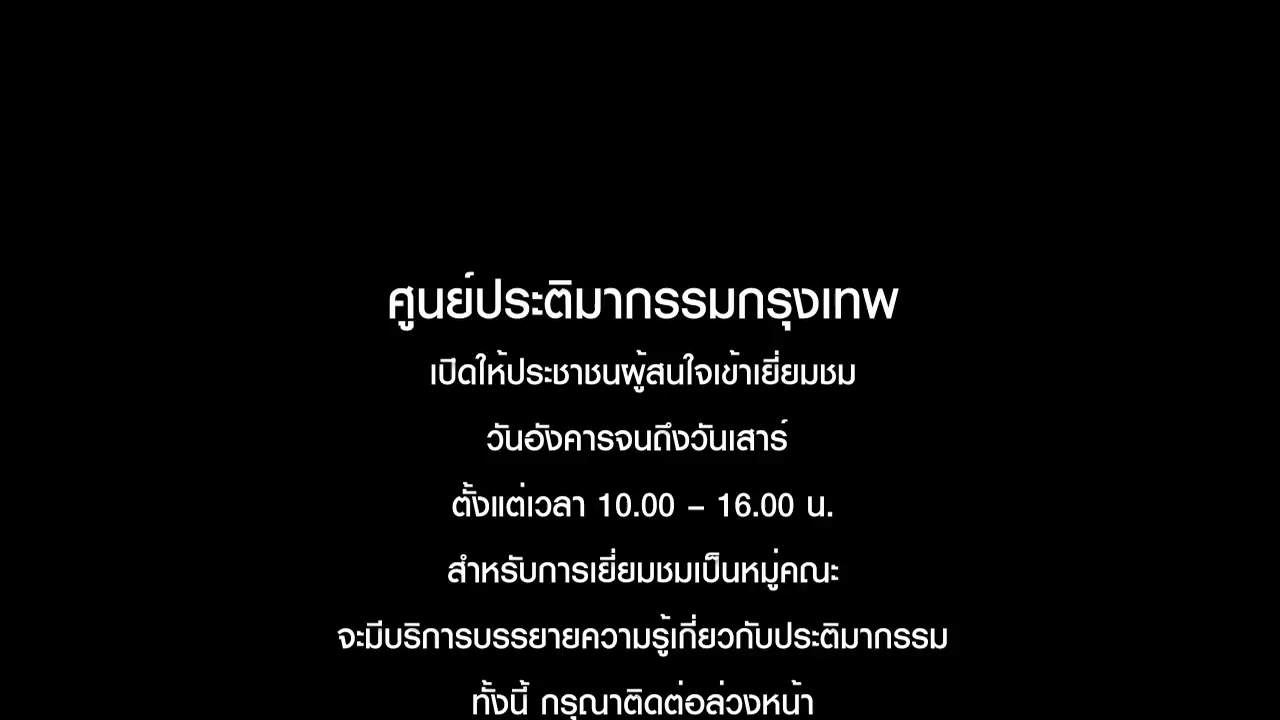 ศูนย์ประติมากรรมกรุงเทพ
เปิดให้ประชาชนผู้สนใจเข้าเยี่ยมชม
วันอังคารจนถึงวันเสาร์
ตั้งแต่เวลา 10.00 – 16.00 น.
สำหรับการเยี่ยมชมเป็นหมู่คณะ
จะมีบริการบรรยายความรู้เกี่ยวกับประติมากรรม
ทั้งนี้ กรุณาติดต่อล่วงหน้า